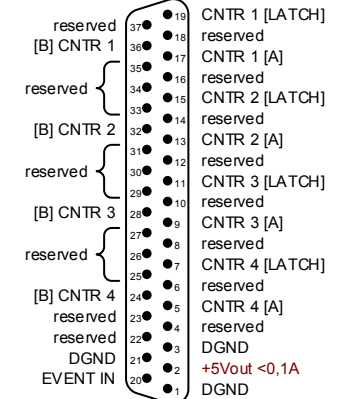 19 CNTR 1 [LATCH]
reserved 37
18 reserved
[B] CNTR 1 36
17 CNTR 1 [A]
35
16 reserved
reserved 34
15 CNTR 2 [LATCH]
33
14 reserved
[B] CNTR 2 32
13 CNTR 2 [A]
31
12 reserved
reserved 30
11 CNTR 3 [LATCH]
29
10 reserved
[B] CNTR 3 28
9 CNTR 3 [A]
27
8 reserved
reserved 26
7 CNTR 4 [LATCH]
25
6 reserved
[B] CNTR 4 24
5 CNTR 4 [A]
reserved 23
4 reserved
reserved 22
3 DGND
DGND 21
2 +5Vout <0,1A
EVENT IN 20
1 DGND